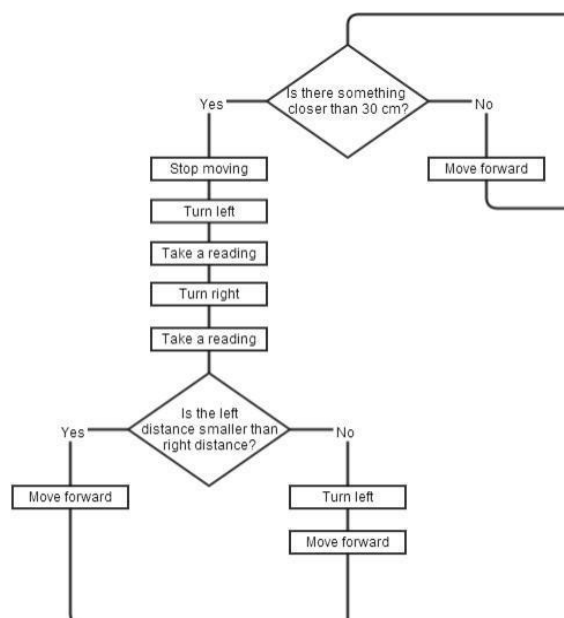 Is there something
closer than 30 cm?
Yes
No
Stop moving
Move forward
Turn left
Take a reading
Turn right
Take a reading
Is the left
distance smaller than
right distance?
Yes
No
Move forward
Turn left
Move forward